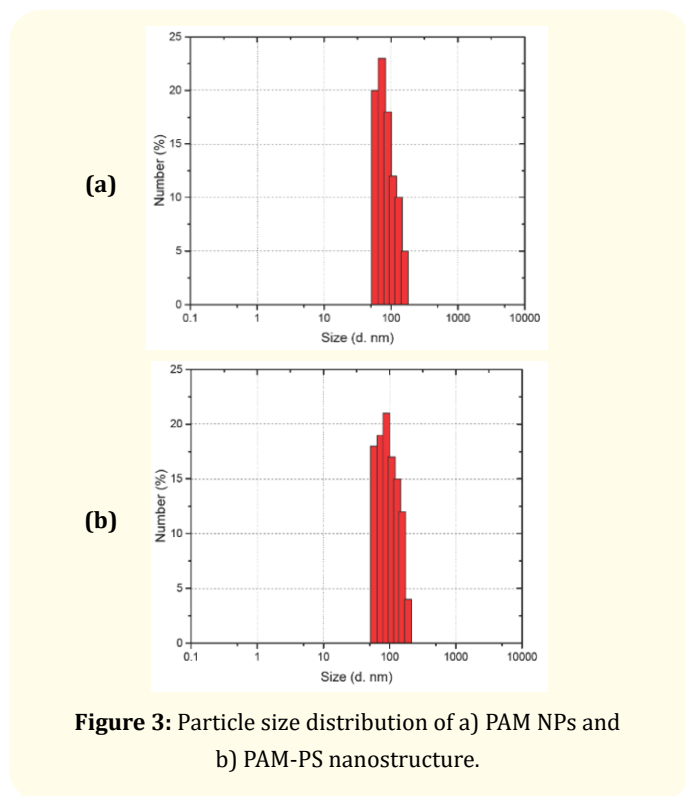 25
20
(a)
15
Number (%)
10
5
0
0.1 1 10 100 1000 10000
Size (d. nm)
25
20
15
(b)
Number (%)
10
5
0
0.1 1 10 100 1000 10000
Size (d. nm)
Figure 3: Particle size distribution of a) PAM NPs and
b) PAM-PS nanostructure.